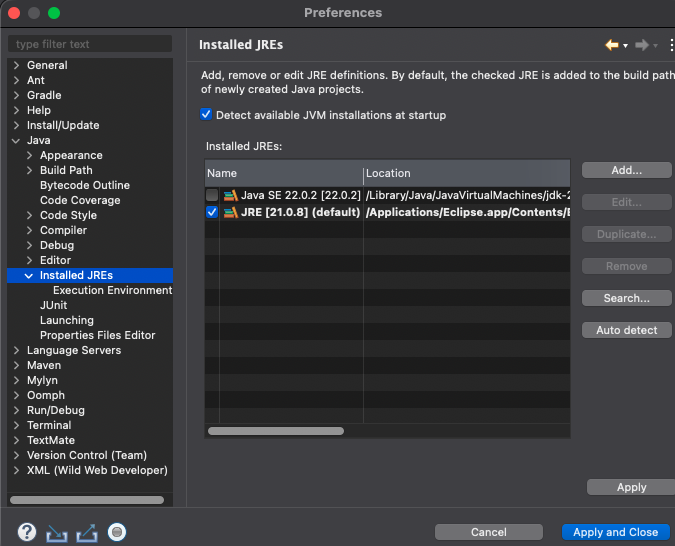 Preferences
type filter text
General
Ant
Gradle
Help
Install/Update
Java
Appearance
Build Path
Bytecode Outline
Code Coverage
Code Style
Compiler
Debug
Editor
Installed JREs
Execution Environment
JUnit
Launching
Properties Files Editor
Language Servers
Maven
Mylyn
Oomph
Run/Debug
Terminal
TextMate
Version Control (Team)
XML (Wild Web Developer)
Installed JREs
Add, remove or edit JRE definitions. By default, the checked JRE is added to the build path
of newly created Java projects.
Detect available JVM installations at startup
Installed JREs:
Name Location
Java SE 22.0.2 [22.0.2] /Library/Java/JavaVirtualMachines/jdk-2
JRE [21.0.8] (default) /Applications/Eclipse.app/Contents/E
Add...
Edit...
Duplicate...
Remove
Search...
Auto detect
Apply
?
Cancel
Apply and Close